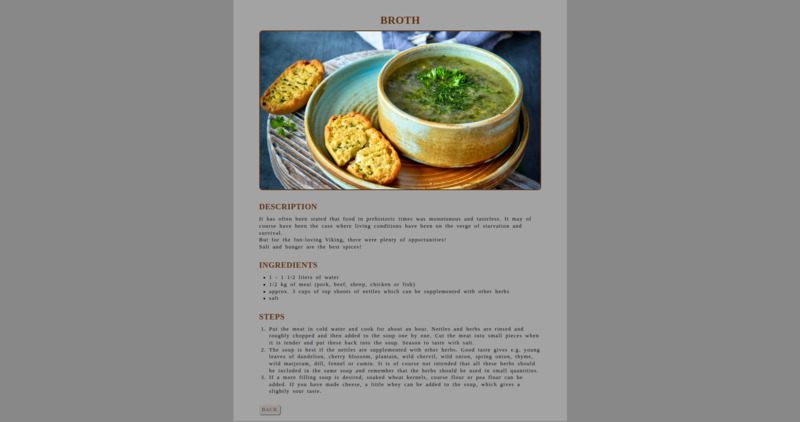 BROTH
DESCRIPTION
It has often been stated that food in prehistoric times was monotonous and tasteless. It may of
course have been the case where living conditions have been on the verge of starvation and
survival.
But for the fun-loving Viking, there were plenty of opportunities!
Salt and hunger are the best spices!
INGREDIENTS
1 - 1 1/2 liters of water
1/2 kg of meat (pork, beef, sheep, chicken or fish)
approx. 3 cups of top shoots of nettles which can be supplemented with other herbs
salt
STEPS
1. Put the meat in cold water and cook for about an hour. Nettles and herbs are rinsed and
roughly chopped and then added to the soup one by one. Cut the meat into small pieces when
it is tender and put these back into the soup. Season to taste with salt.
2. The soup is best if the nettles are supplemented with other herbs. Good taste gives e.g. young
leaves of dandelion, cherry blossom, plantain, wild chervil, wild onion, spring onion, thyme,
wild marjoram, dill, fennel or cumin. It is of course not intended that all these herbs should
be included in the same soup and remember that the herbs should be used in small quantities.
3. If a more filling soup is desired, soaked wheat kernels, coarse flour or pea flour can be
added. If you have made cheese, a little whey can be added to the soup, which gives a
slightly sour taste.
BACK